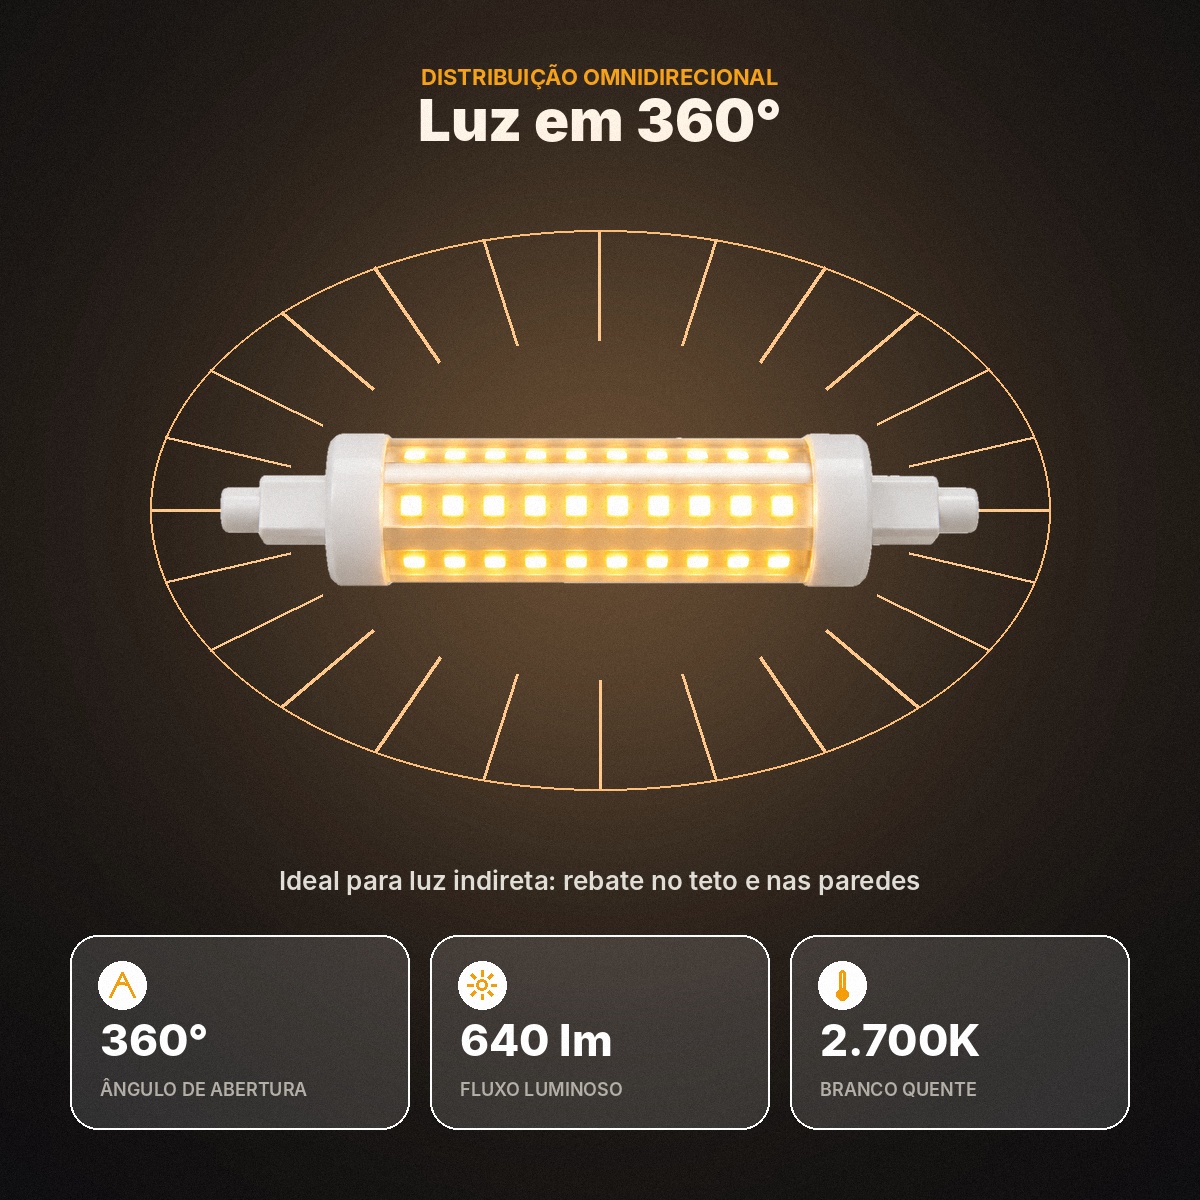 DISTRIBUIÇÃO OMNIDIRECIONAL
Luz em 360°
Ideal para luz indireta: rebate no teto e nas paredes
360°
ÂNGULO DE ABERTURA
640 lm
FLUXO LUMINOSO
2.700K
BRANCO QUENTE